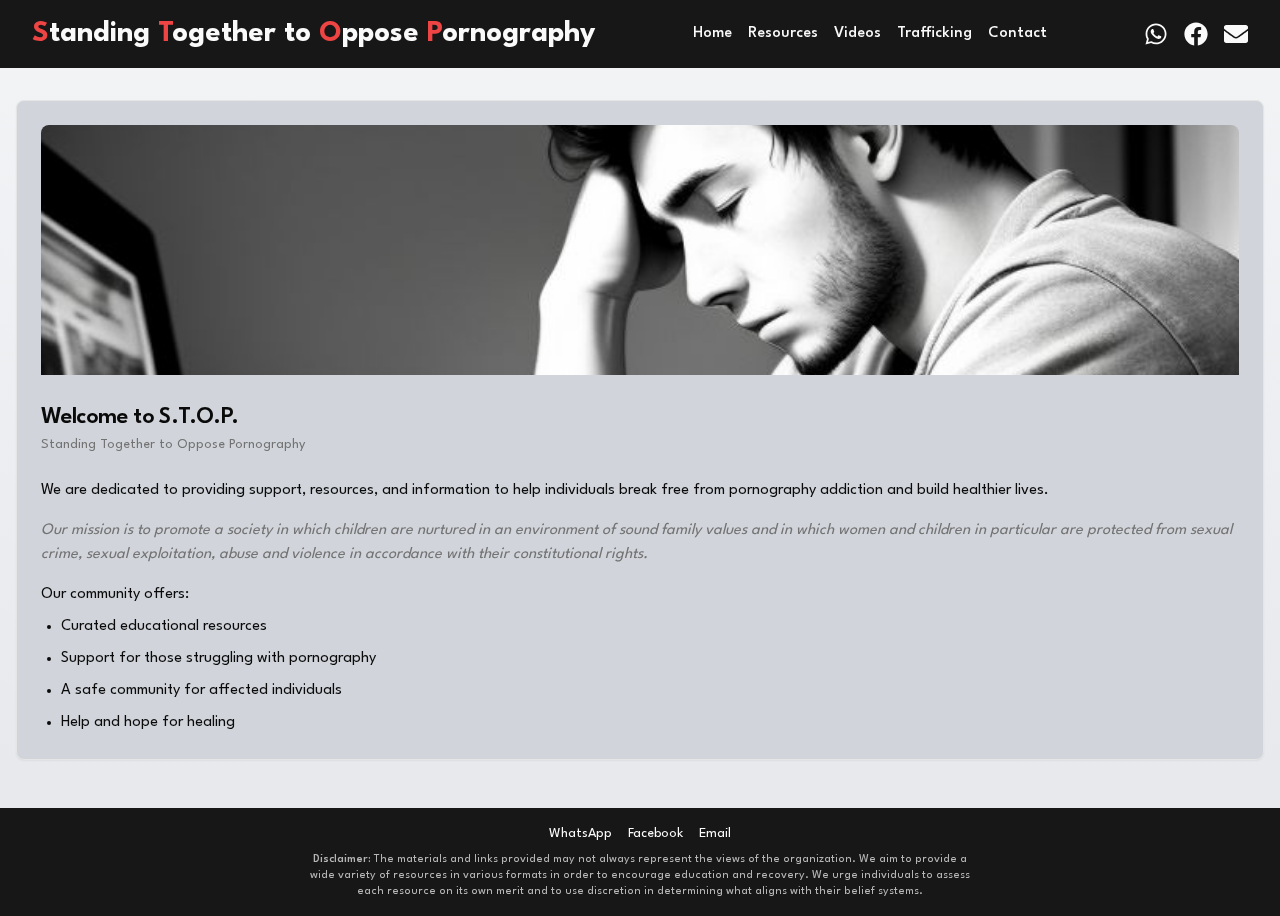 Standing Together to Oppose Pornography
Home Resources Videos Trafficking Contact
Welcome to S.T.O.P.
Standing Together to Oppose Pornography
We are dedicated to providing support, resources, and information to help individuals break free from pornography addiction and build healthier lives.
Our mission is to promote a society in which children are nurtured in an environment of sound family values and in which women and children in particular are protected from sexual
crime, sexual exploitation, abuse and violence in accordance with their constitutional rights.
Our community offers:
• Curated educational resources
• Support for those struggling with pornography
• A safe community for affected individuals
• Help and hope for healing
WhatsApp Facebook Email
Disclaimer: The materials and links provided may not always represent the views of the organization. We aim to provide a
wide variety of resources in various formats in order to encourage education and recovery. We urge individuals to assess
each resource on its own merit and to use discretion in determining what aligns with their belief systems.